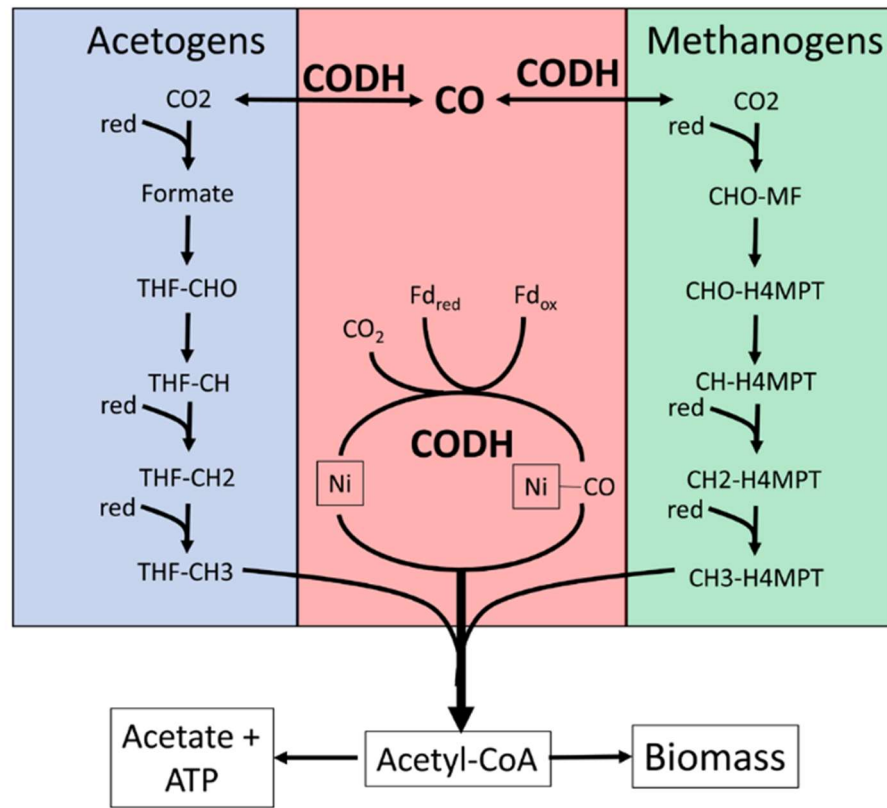 Acetogens
Methanogens
CODH
CODH
CO2
CO
CO2
red
red
Formate
CHO-MF
THF-CHO
CHO-H4MPT
Fdred
Fdox
CO2
THF-CH
CH-H4MPT
red
red
CODH
THF-CH2
Ni
Ni
CO
CH2-H4MPT
red
red
THF-CH3
CH3-H4MPT
Acetate +
ATP
Acetyl-CoA
Biomass